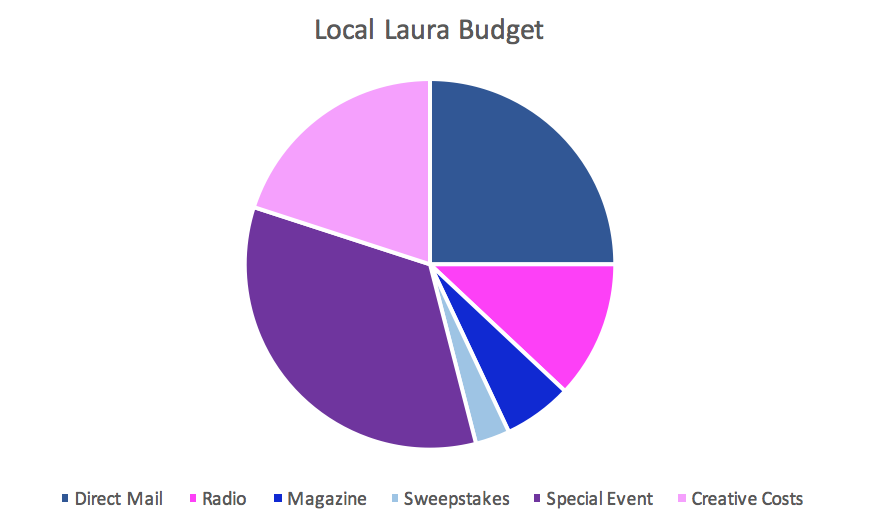 Local Laura Budget
Direct Mail Radio Magazine Sweepstakes Special Event Creative Costs